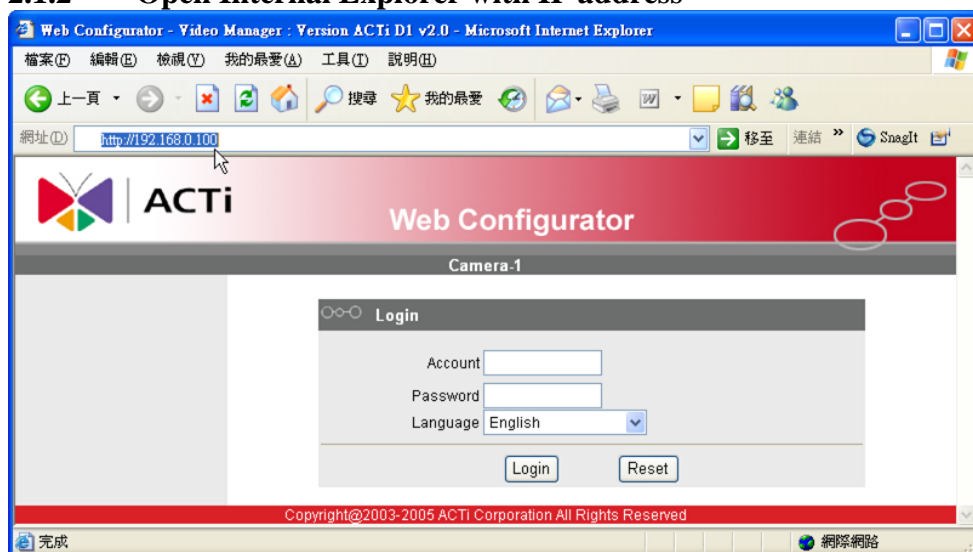 2.1.2 Open Internal Explorer with IP address
Web Configurator - Video Manager : Version ACTi D1 v2.0 - Microsoft Internet Explorer
檔案(F) 編輯(E) 檢視(V) 我的最愛(A) 工具(T) 說明(H)
上一頁 搜尋 我的最愛
網址(D) http://192.168.0.100 移至 連結 » SnagIt
ACTi
Web Configurator
Camera-1
Login
Account
Password
Language English
Login Reset
Copyright@2003-2005 ACTi Corporation All Rights Reserved
完成 網際網路